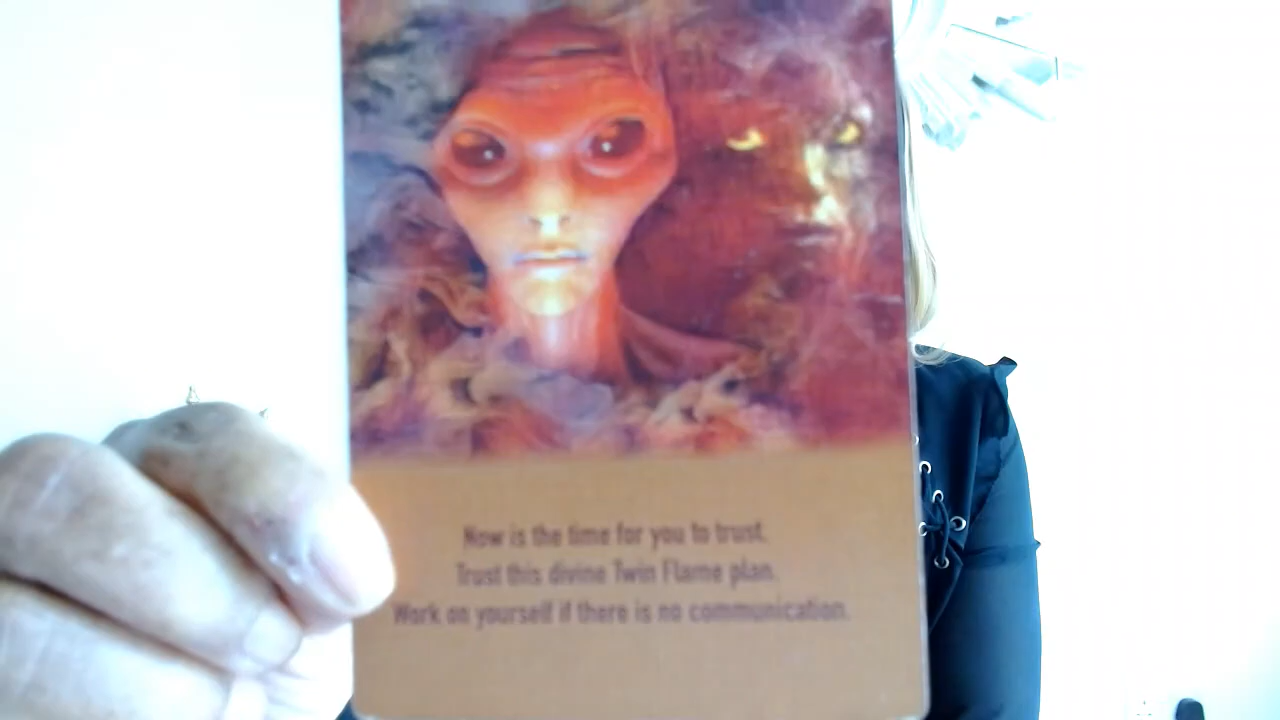 Now is the time for you to trust.
Trust this divine Twin Flame plan.
Work on yourself if there is no communication.